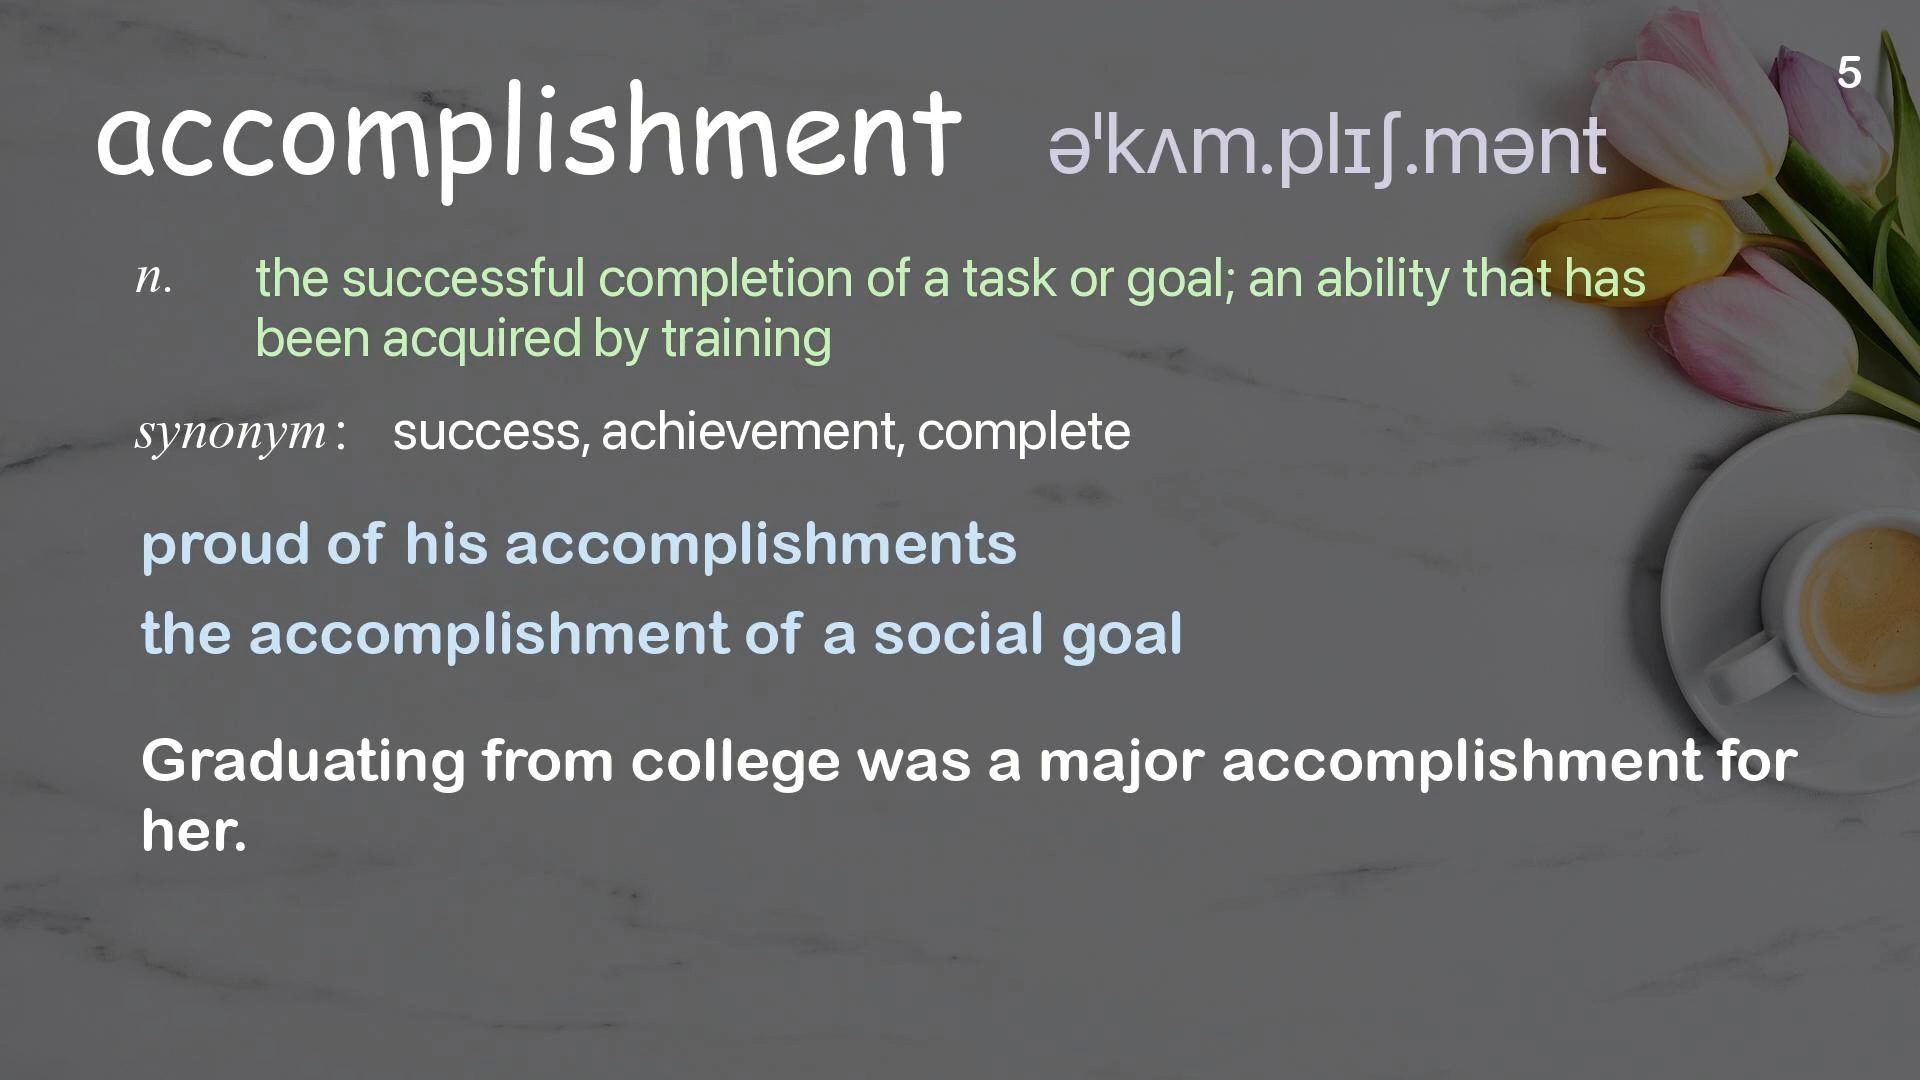 5
accomplishment əˈkʌm.plɪʃ.mənt
n. the successful completion of a task or goal; an ability that has
been acquired by training
synonym: success, achievement, complete
proud of his accomplishments
the accomplishment of a social goal
Graduating from college was a major accomplishment for
her.